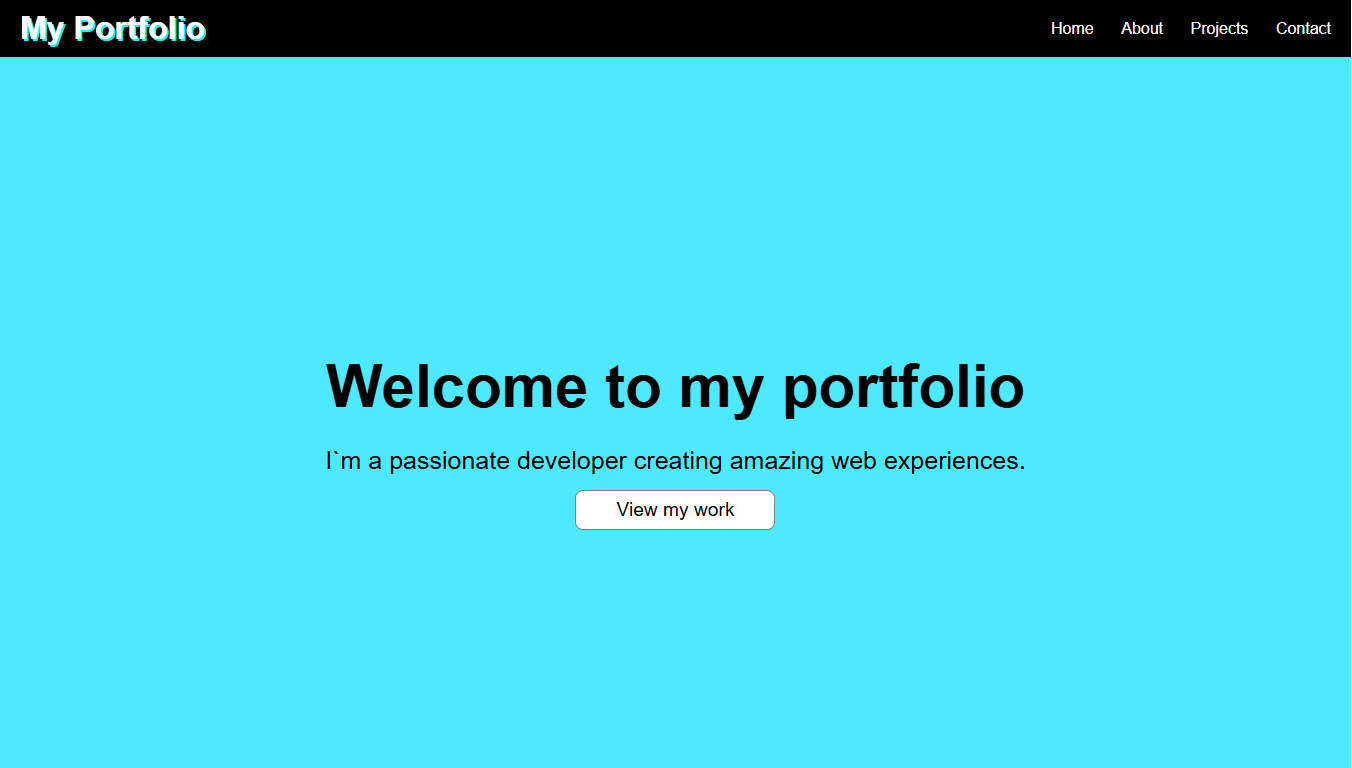 My Portfolio
Home About Projects Contact
Welcome to my portfolio
I`m a passionate developer creating amazing web experiences.
View my work